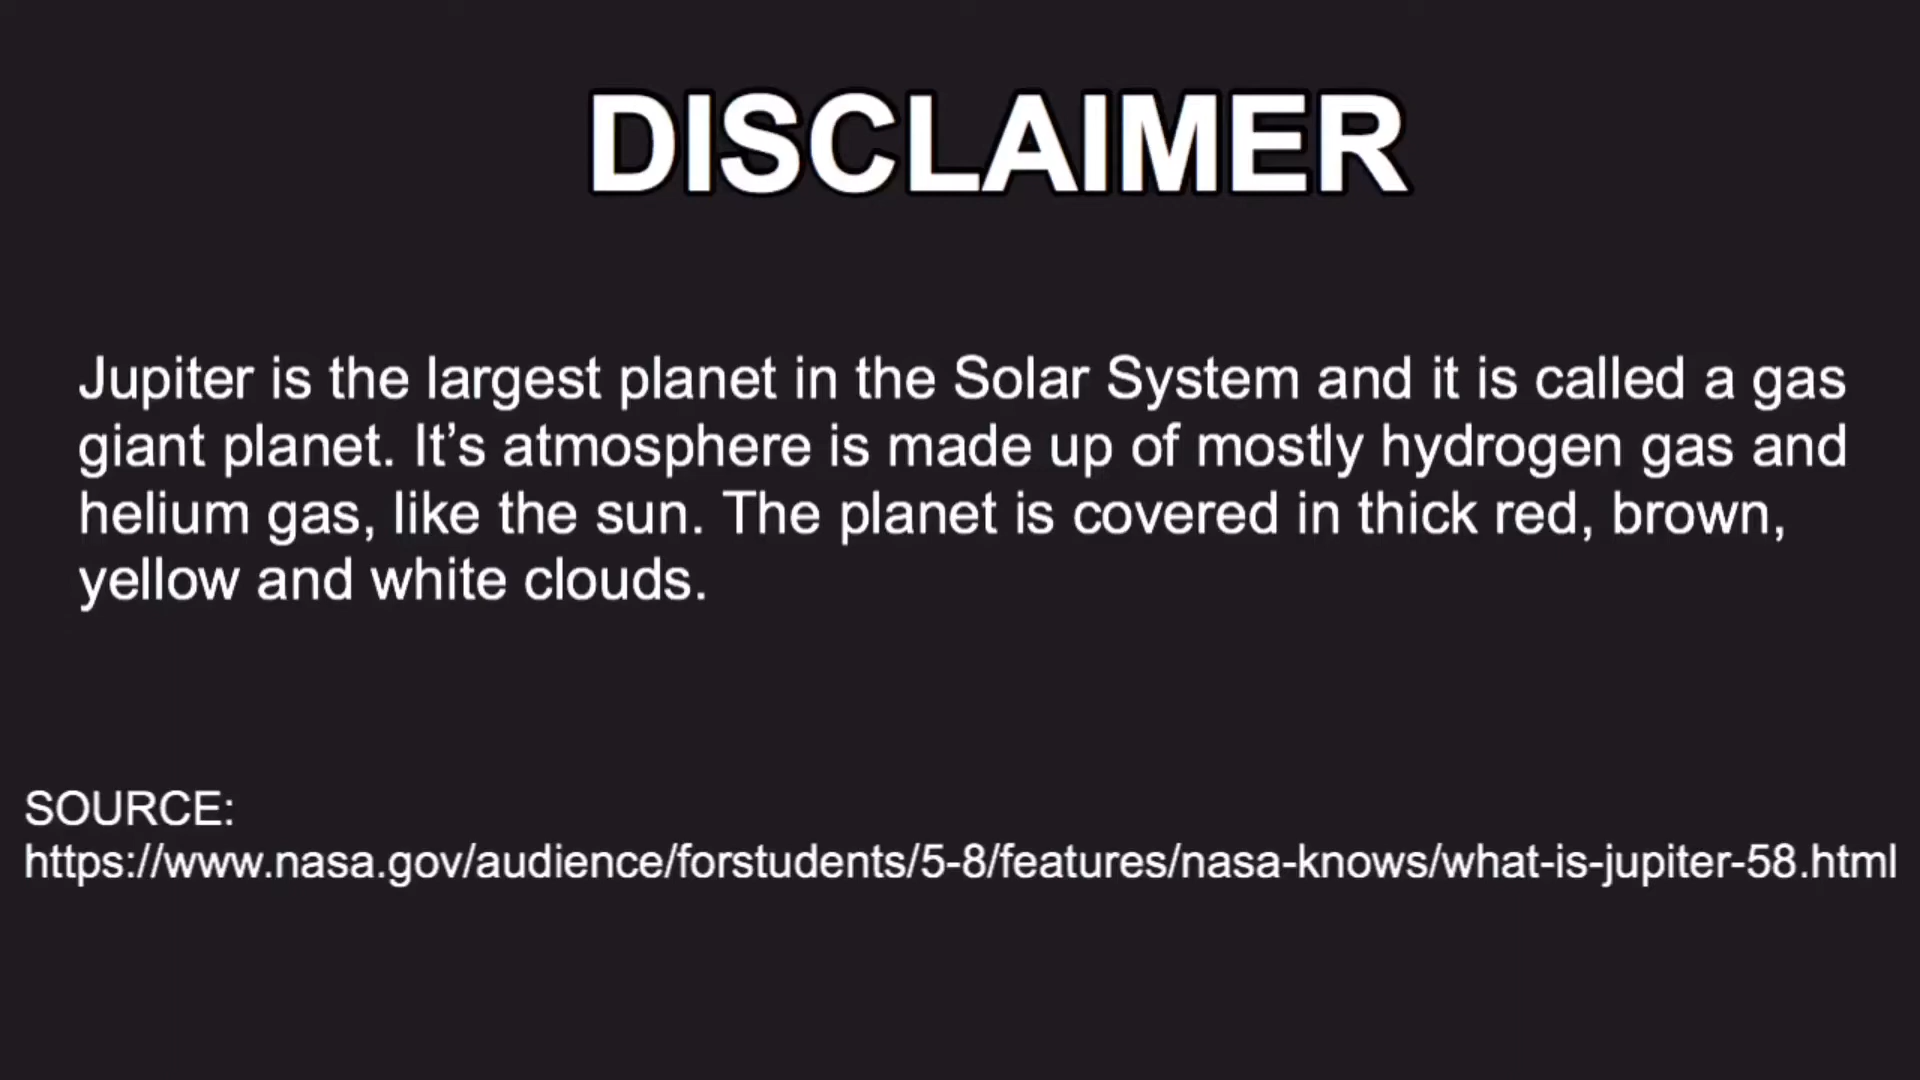 DISCLAIMER
Jupiter is the largest planet in the Solar System and it is called a gas
giant planet. It’s atmosphere is made up of mostly hydrogen gas and
helium gas, like the sun. The planet is covered in thick red, brown,
yellow and white clouds.
SOURCE:
https://www.nasa.gov/audience/forstudents/5-8/features/nasa-knows/what-is-jupiter-58.html